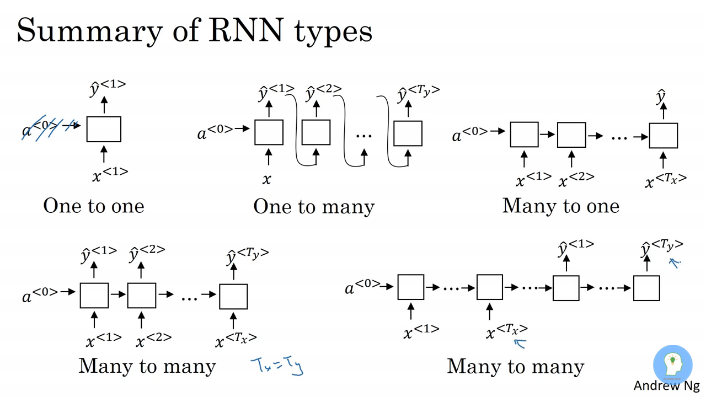 Summary of RNN types
ŷ<1>
a<0>
x<1>
One to one
ŷ<1> ŷ<2> ŷ<Ty>
a<0> ...
x
One to many
ŷ
a<0> ...
x<1> x<2> x<Tx>
Many to one
ŷ<1> ŷ<2> ŷ<Ty>
a<0> ...
x<1> x<2> x<Tx>
Many to many
Tx=Ty
ŷ<1> ŷ<Ty>
a<0> ... ... ...
x<1> x<Tx>
Many to many
Andrew Ng